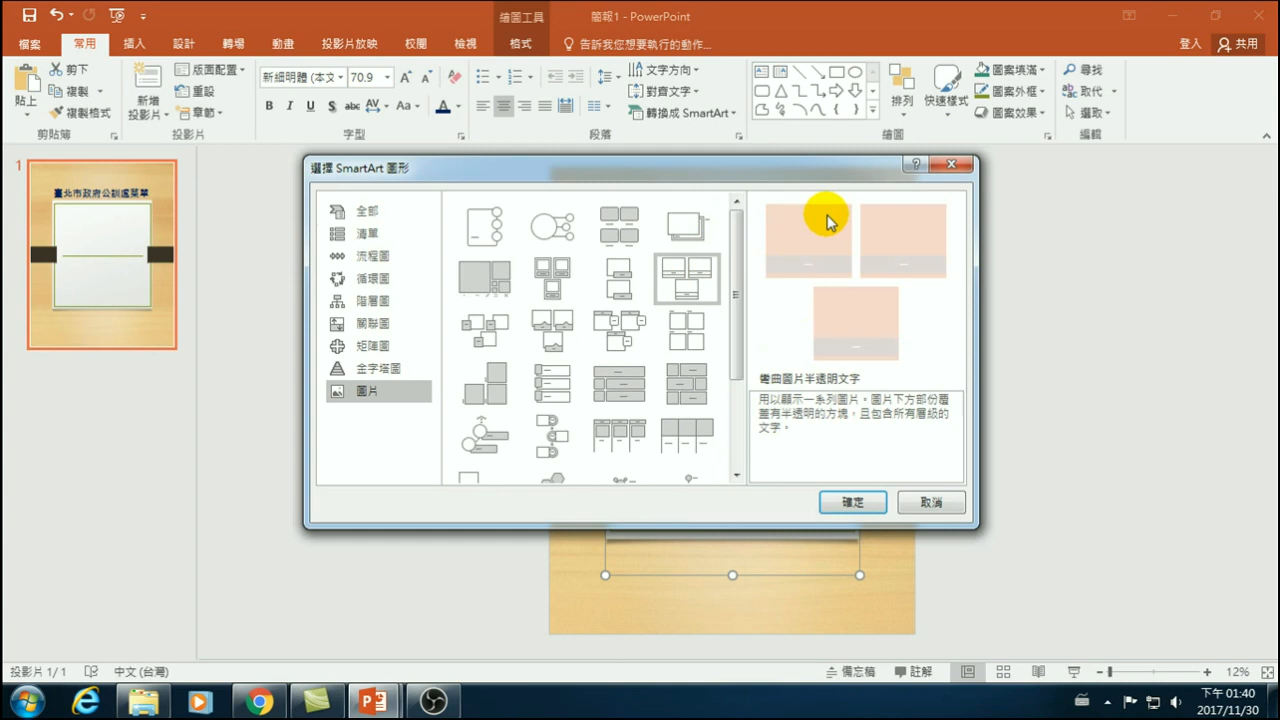 繪圖工具
簡報1 - PowerPoint
檔案
常用
插入
設計
轉場
動畫
投影片放映
校閱
檢視
格式
告訴我您想要執行的動作...
登入
共用
貼上
剪下
複製
複製格式
剪貼簿
新增
投影片
版面配置
重設
章節
投影片
新細明體 (本文)
70.9
字型
文字方向
對齊文字
轉換成 SmartArt
段落
排列
快速樣式
圖案填滿
圖案外框
圖案效果
繪圖
尋找
取代
選取
編輯
1
臺北市政府公訓處菜單
選擇 SmartArt 圖形
全部
清單
流程圖
循環圖
階層圖
關聯圖
矩陣圖
金字塔圖
圖片
彎曲圖片半透明文字
用以顯示一系列圖片。圖片下方部份覆
蓋有半透明的方塊，且包含所有層級的
文字。
確定
取消
投影片 1/1
中文 (台灣)
備忘稿
註解
12%
下午 01:40
2017/11/30